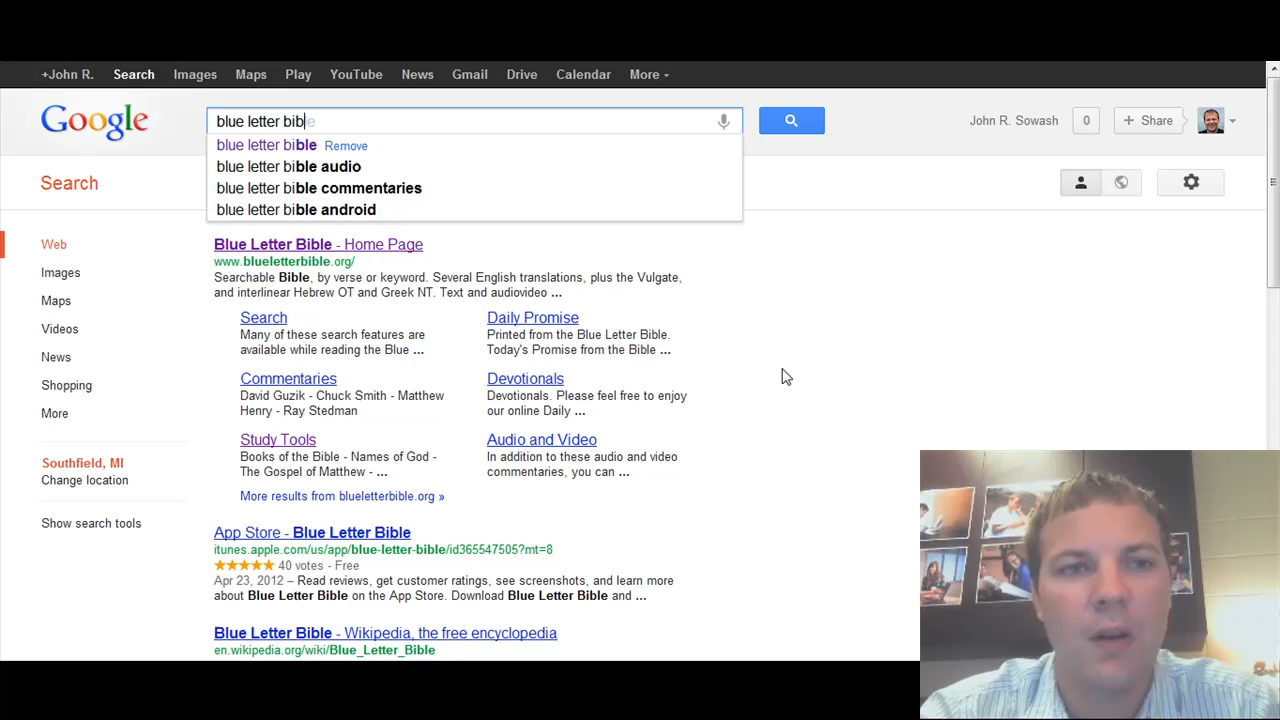 +John R. Search Images Maps Play YouTube News Gmail Drive Calendar More
Google
blue letter bible
John R. Sowash 0 + Share
blue letter bible Remove
blue letter bible audio
blue letter bible commentaries
blue letter bible android
Search
Web
Images
Maps
Videos
News
Shopping
More
Southfield, MI
Change location
Show search tools
Blue Letter Bible - Home Page
www.blueletterbible.org/
Searchable Bible, by verse or keyword. Several English translations, plus the Vulgate,
and interlinear Hebrew OT and Greek NT. Text and audiovideo ...
Search
Many of these search features are
available while reading the Blue ...
Daily Promise
Printed from the Blue Letter Bible.
Today's Promise from the Bible ...
Commentaries
David Guzik - Chuck Smith - Matthew
Henry - Ray Stedman
Devotionals
Devotionals. Please feel free to enjoy
our online Daily ...
Study Tools
Books of the Bible - Names of God -
The Gospel of Matthew - ...
Audio and Video
In addition to these audio and video
commentaries, you can ...
More results from blueletterbible.org »
App Store - Blue Letter Bible
itunes.apple.com/us/app/blue-letter-bible/id365547505?mt=8
40 votes - Free
Apr 23, 2012 – Read reviews, get customer ratings, see screenshots, and learn more
about Blue Letter Bible on the App Store. Download Blue Letter Bible and ...
Blue Letter Bible - Wikipedia, the free encyclopedia
en.wikipedia.org/wiki/Blue_Letter_Bible